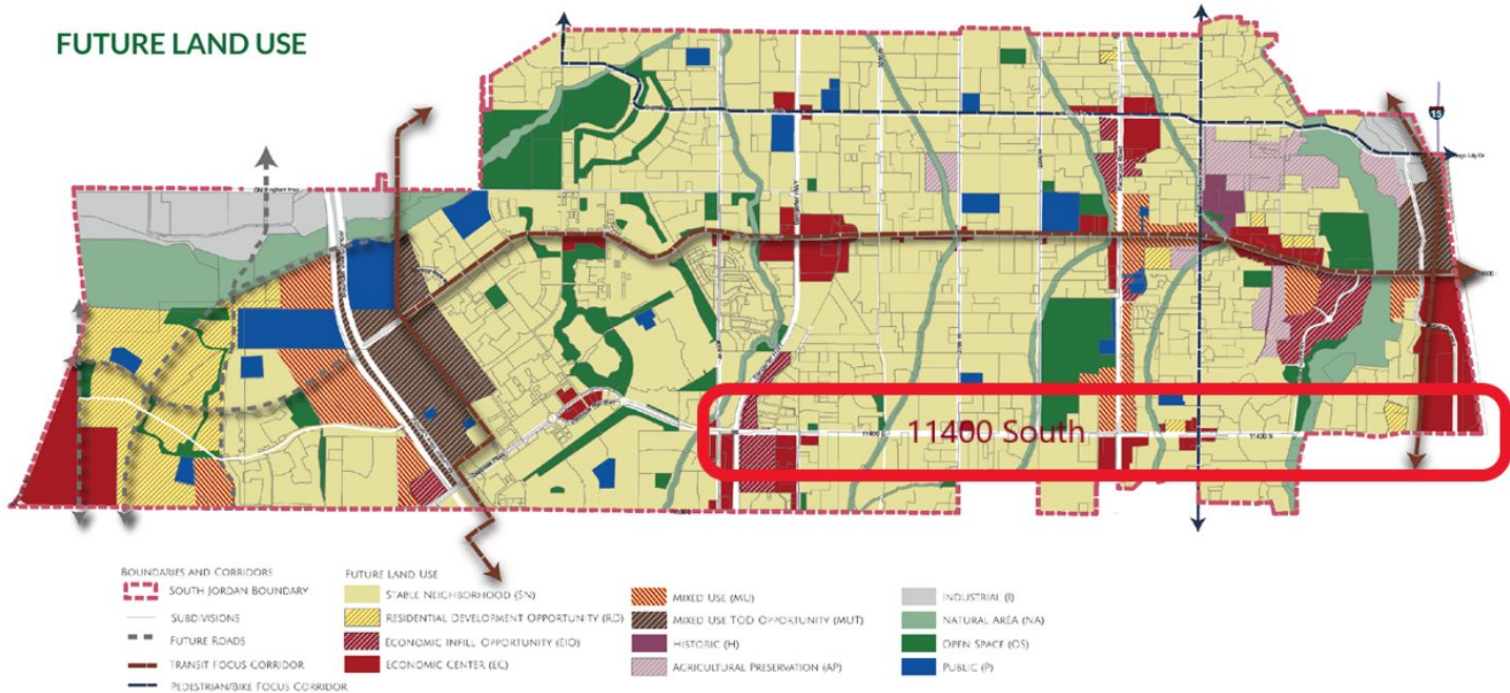 FUTURE LAND USE
15
11400 South
11400 S
BOUNDARIES AND CORRIDORS
SOUTH JORDAN BOUNDARY
SUBDIVISIONS
FUTURE ROADS
TRANSIT FOCUS CORRIDOR
PEDESTRIAN/BIKE FOCUS CORRIDOR
FUTURE LAND USE
STABLE NEIGHBORHOOD (SN)
RESIDENTIAL DEVELOPMENT OPPORTUNITY (RD)
ECONOMIC INFILL OPPORTUNITY (EIO)
ECONOMIC CENTER (EC)
MIXED USE (MU)
MIXED USE TOD OPPORTUNITY (MUT)
HISTORIC (H)
AGRICULTURAL PRESERVATION (AP)
INDUSTRIAL (I)
NATURAL AREA (NA)
OPEN SPACE (OS)
PUBLIC (P)